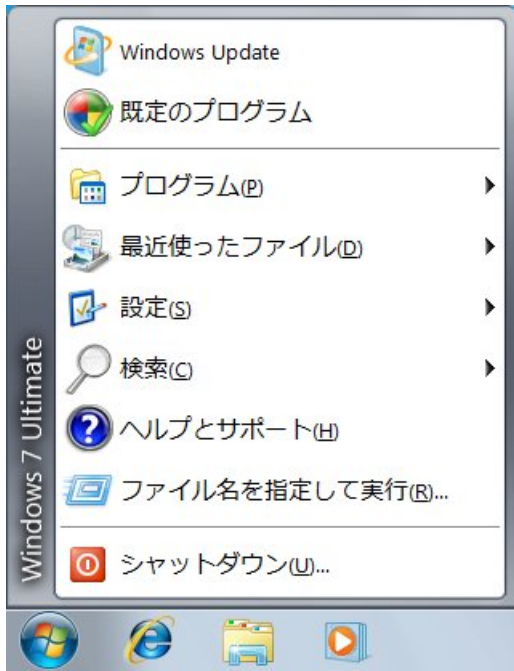 Windows Update
既定のプログラム
プログラム(P)
最近使ったファイル(D)
設定(S)
検索(C)
ヘルプとサポート(H)
ファイル名を指定して実行(R)...
シャットダウン(U)...
Windows 7 Ultimate